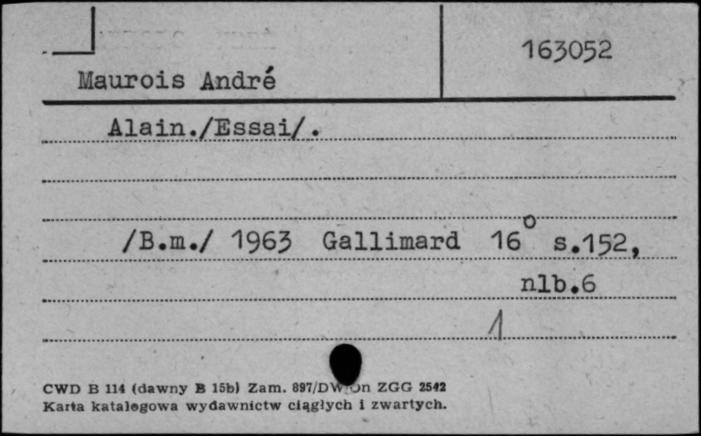 163052
Maurois André
Alain./Essai/.
/B.m./ 1963 Gallimard 16° s.152,
nlb.6
1
CWD B 114 (dawny B 15b) Zam. 897/DW/on ZGG 2542
Karta katalogowa wydawnictw ciągłych i zwartych.